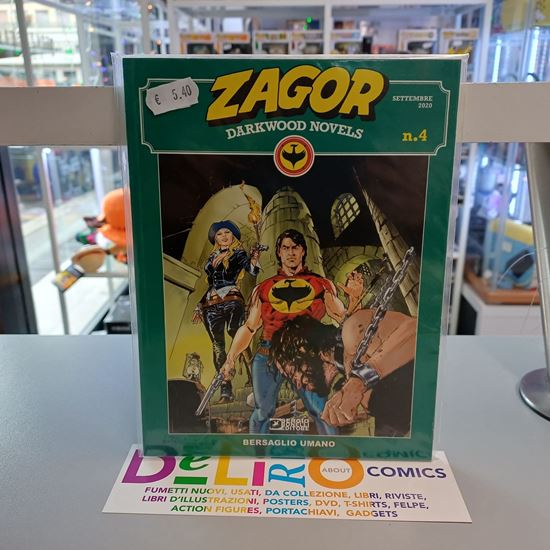 € 5.40
ZAGOR
DARKWOOD NOVELS
SETTEMBRE
2020
n.4
SERGIO
BONELLI
EDITORE
BERSAGLIO UMANO
DeLiRO ABOUT COMICS
FUMETTI NUOVI, USATI, DA COLLEZIONE, LIBRI, RIVISTE,
LIBRI D'ILLUSTRAZIONI, POSTERS, DVD, T-SHIRTS, FELPE,
ACTION FIGURES, PORTACHIAVI, GADGETS